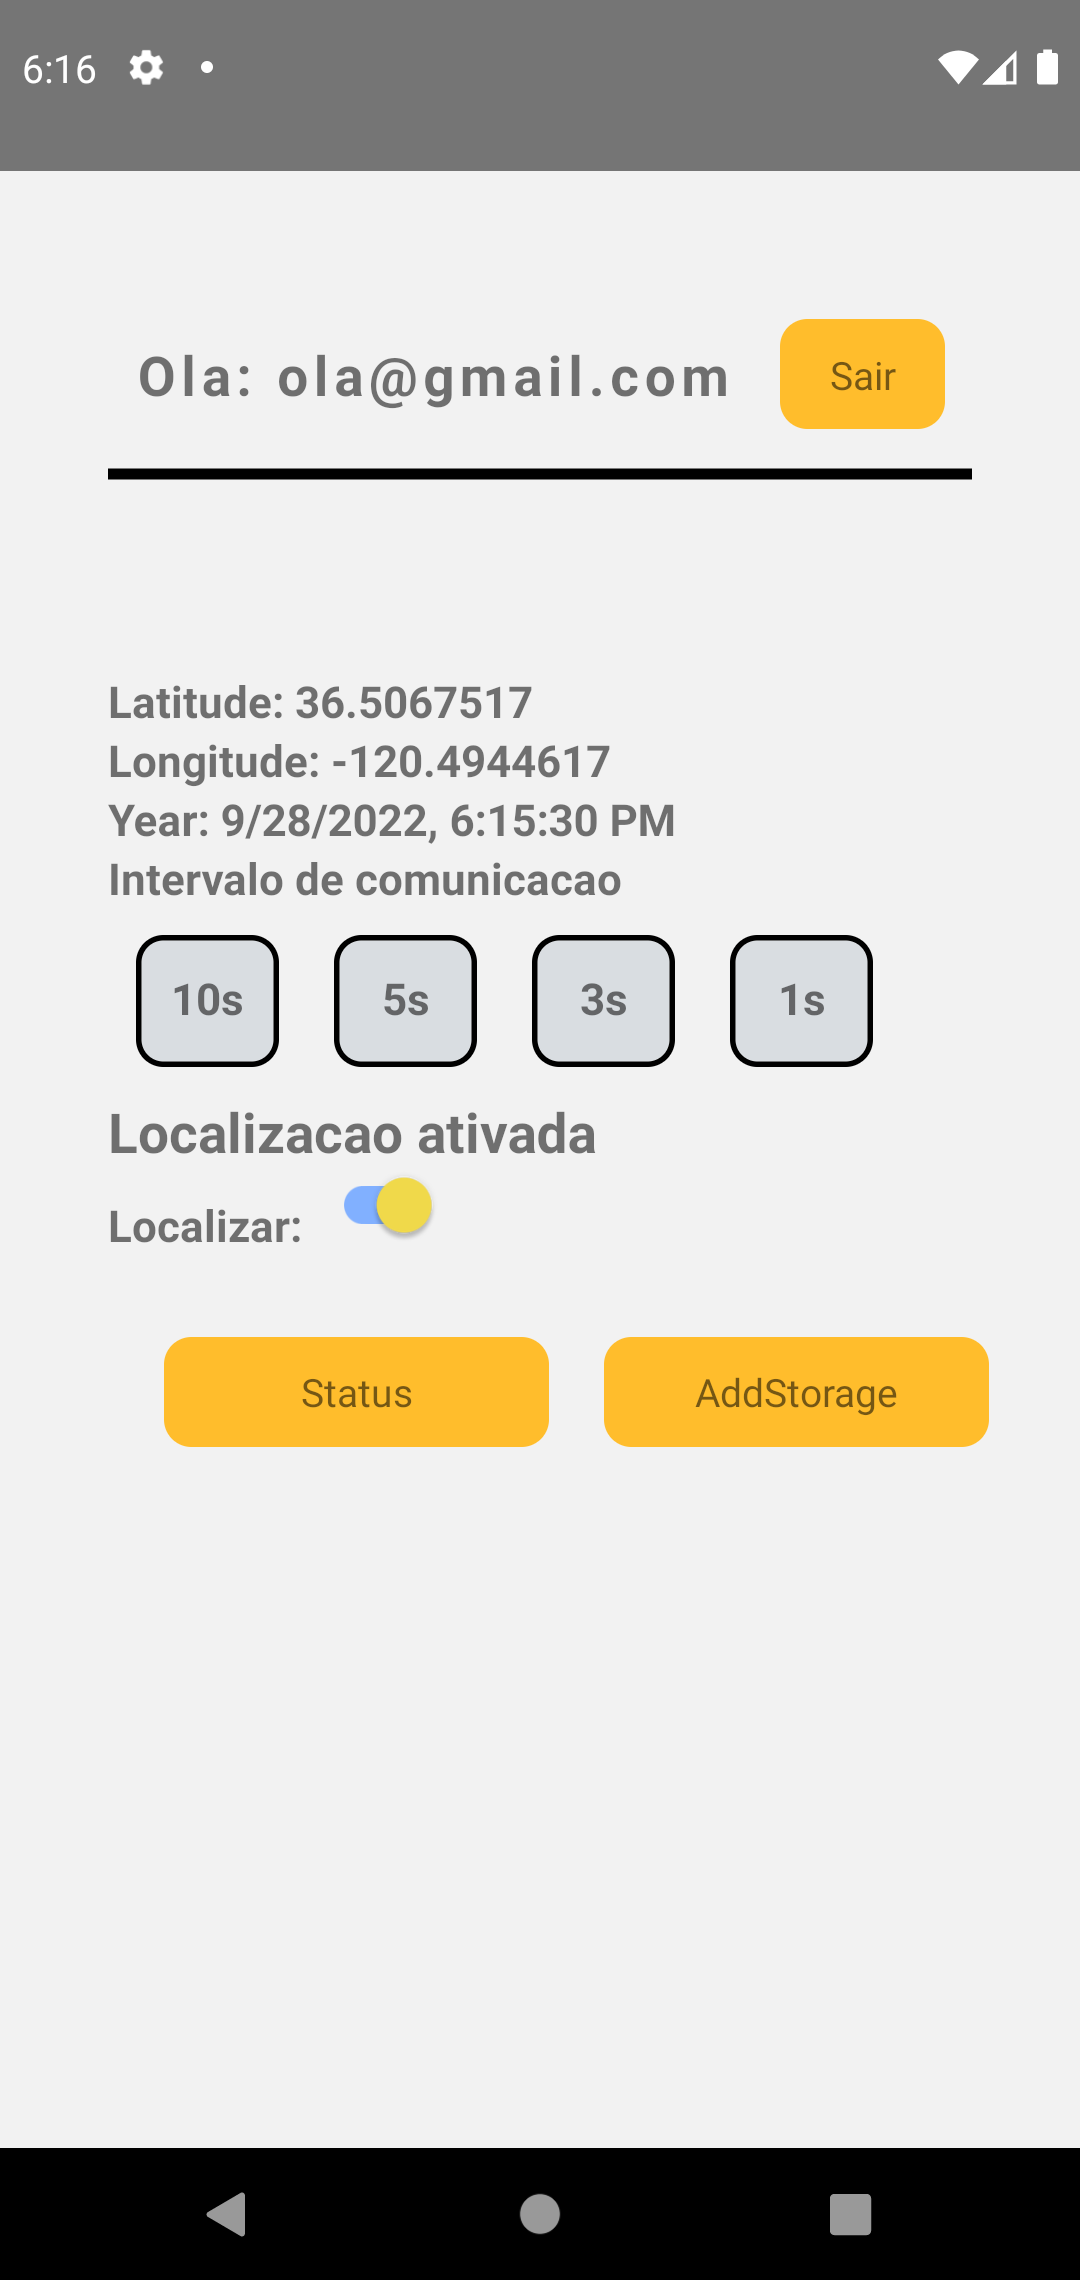 6:16
Ola: ola@gmail.com
Sair
Latitude: 36.5067517
Longitude: -120.4944617
Year: 9/28/2022, 6:15:30 PM
Intervalo de comunicacao
10s 5s 3s 1s
Localizacao ativada
Localizar:
Status AddStorage